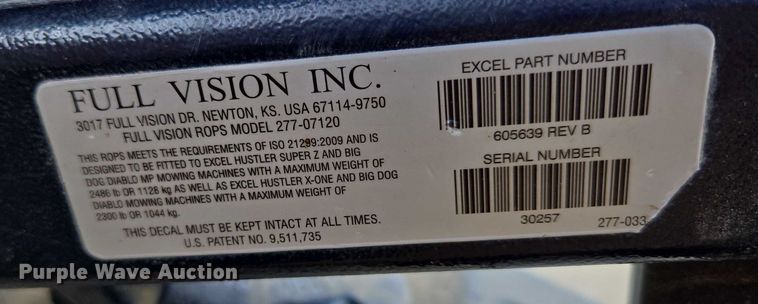 FULL VISION INC.
3017 FULL VISION DR. NEWTON, KS. USA 67114-9750
FULL VISION ROPS MODEL 277-07120
THIS ROPS MEETS THE REQUIREMENTS OF ISO 21299:2009 AND IS
DESIGNED TO BE FITTED TO EXCEL HUSTLER SUPER Z AND BIG
DOG DIABLO MP MOWING MACHINES WITH A MAXIMUM WEIGHT OF
2486 lb OR 1128 kg AS WELL AS EXCEL HUSTLER X-ONE AND BIG DOG
DIABLO MOWING MACHINES WITH A MAXIMUM WEIGHT OF
2300 lb OR 1044 kg.
THIS DECAL MUST BE KEPT INTACT AT ALL TIMES.
U.S. PATENT NO. 9,511,735
EXCEL PART NUMBER
605639 REV B
SERIAL NUMBER
30257
277-033
Purple Wave Auction